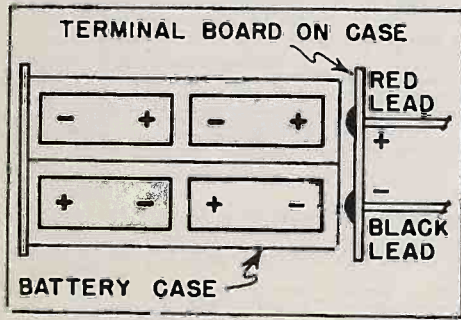 TERMINAL BOARD ON CASE
RED
LEAD
- + - +
+
-
+ - + -
BLACK
LEAD
BATTERY CASE